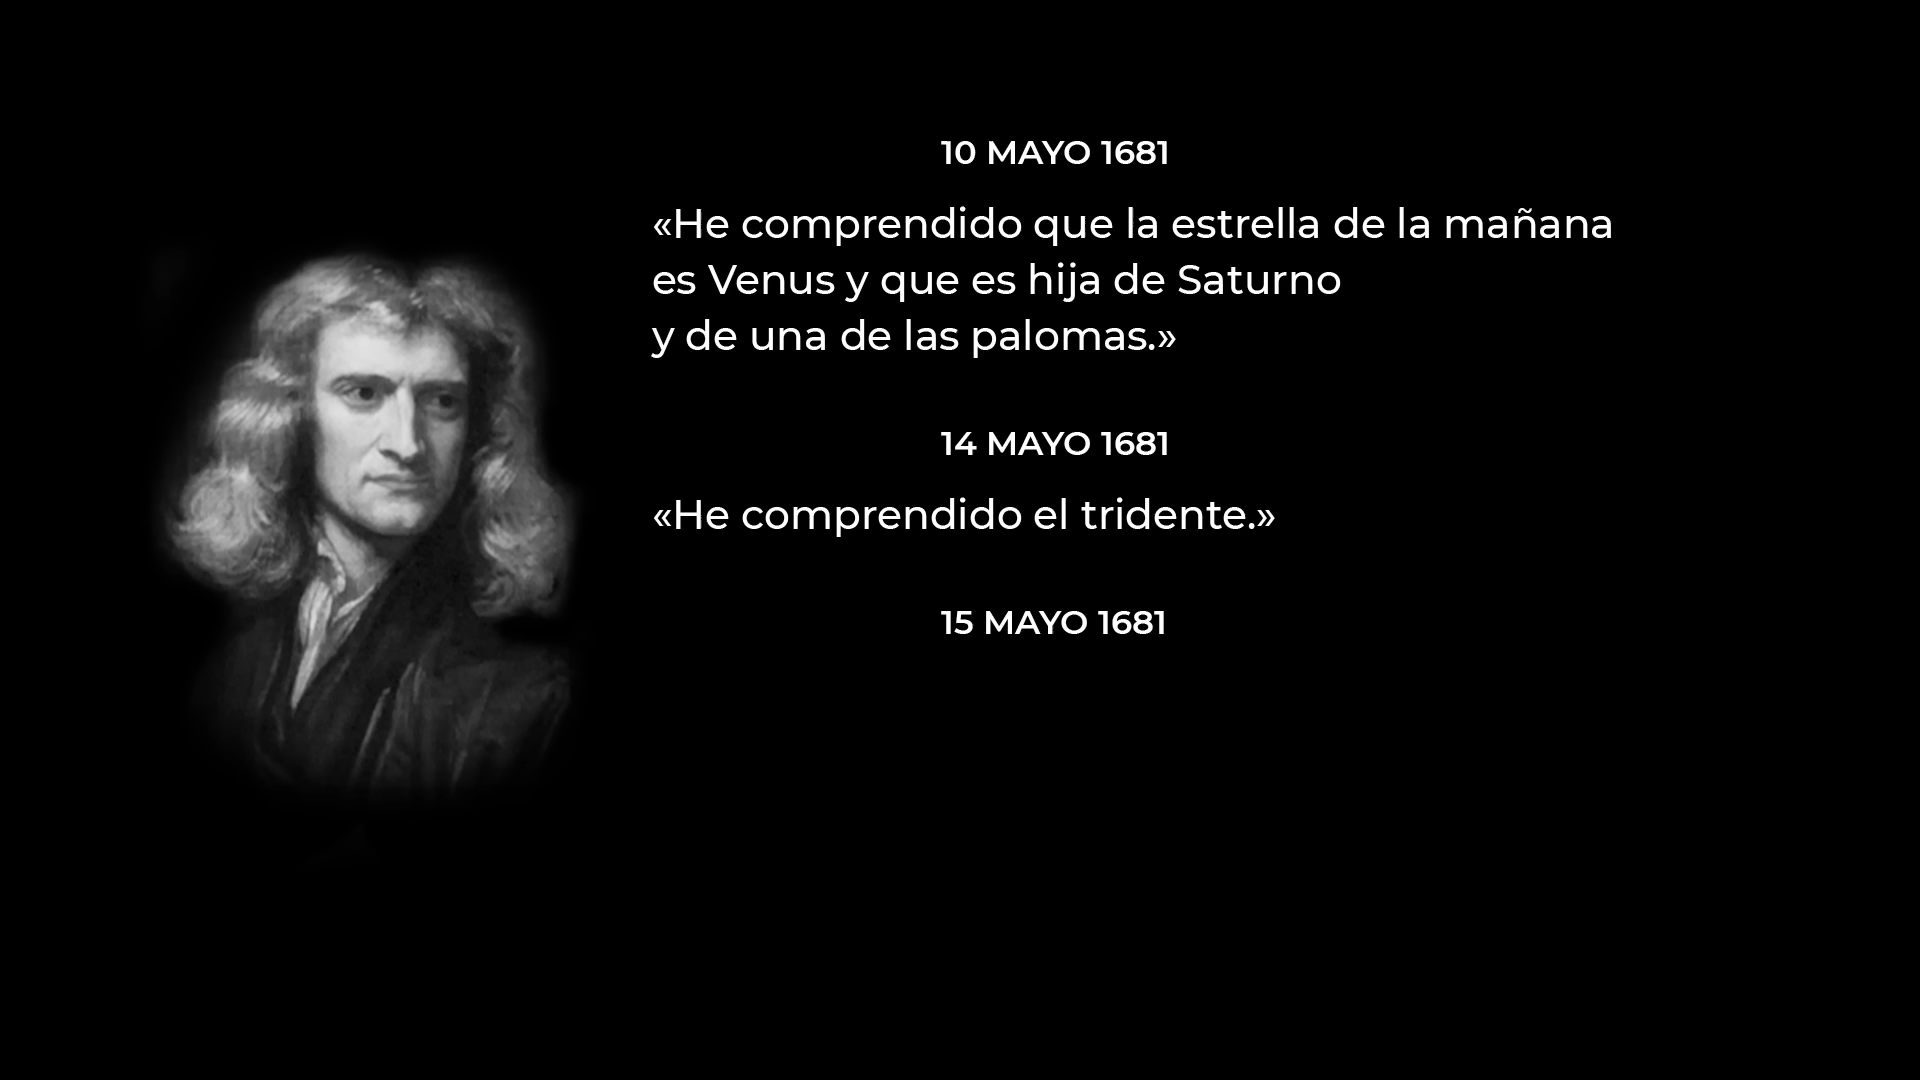 10 MAYO 1681
«He comprendido que la estrella de la mañana
es Venus y que es hija de Saturno
y de una de las palomas.»
14 MAYO 1681
«He comprendido el tridente.»
15 MAYO 1681